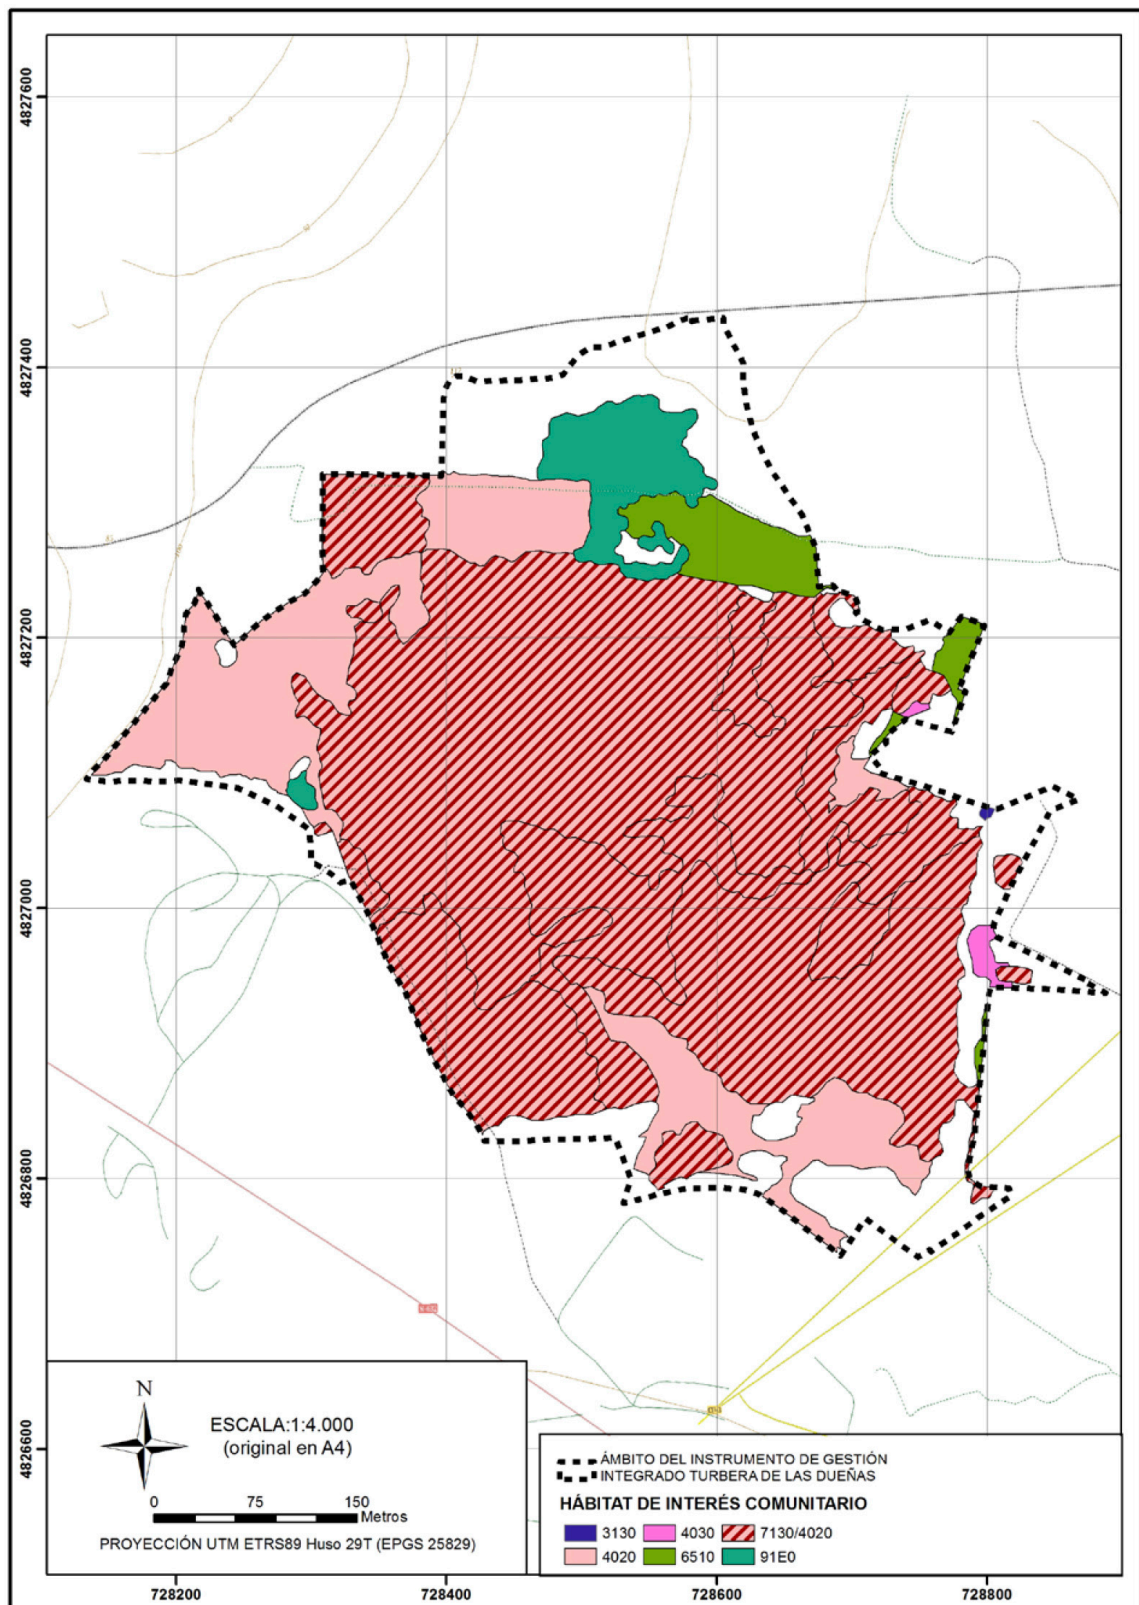 4827600
4827400
4827200
4827000
4826800
4826600
N
ESCALA:1:4.000
(original en A4)
0 75 150
Metros
PROYECCIÓN UTM ETRS89 Huso 29T (EPGS 25829)
ÁMBITO DEL INSTRUMENTO DE GESTIÓN
INTEGRADO TURBERA DE LAS DUEÑAS
HÁBITAT DE INTERÉS COMUNITARIO
3130 4030 7130/4020
4020 6510 91E0
728200 728400 728600 728800